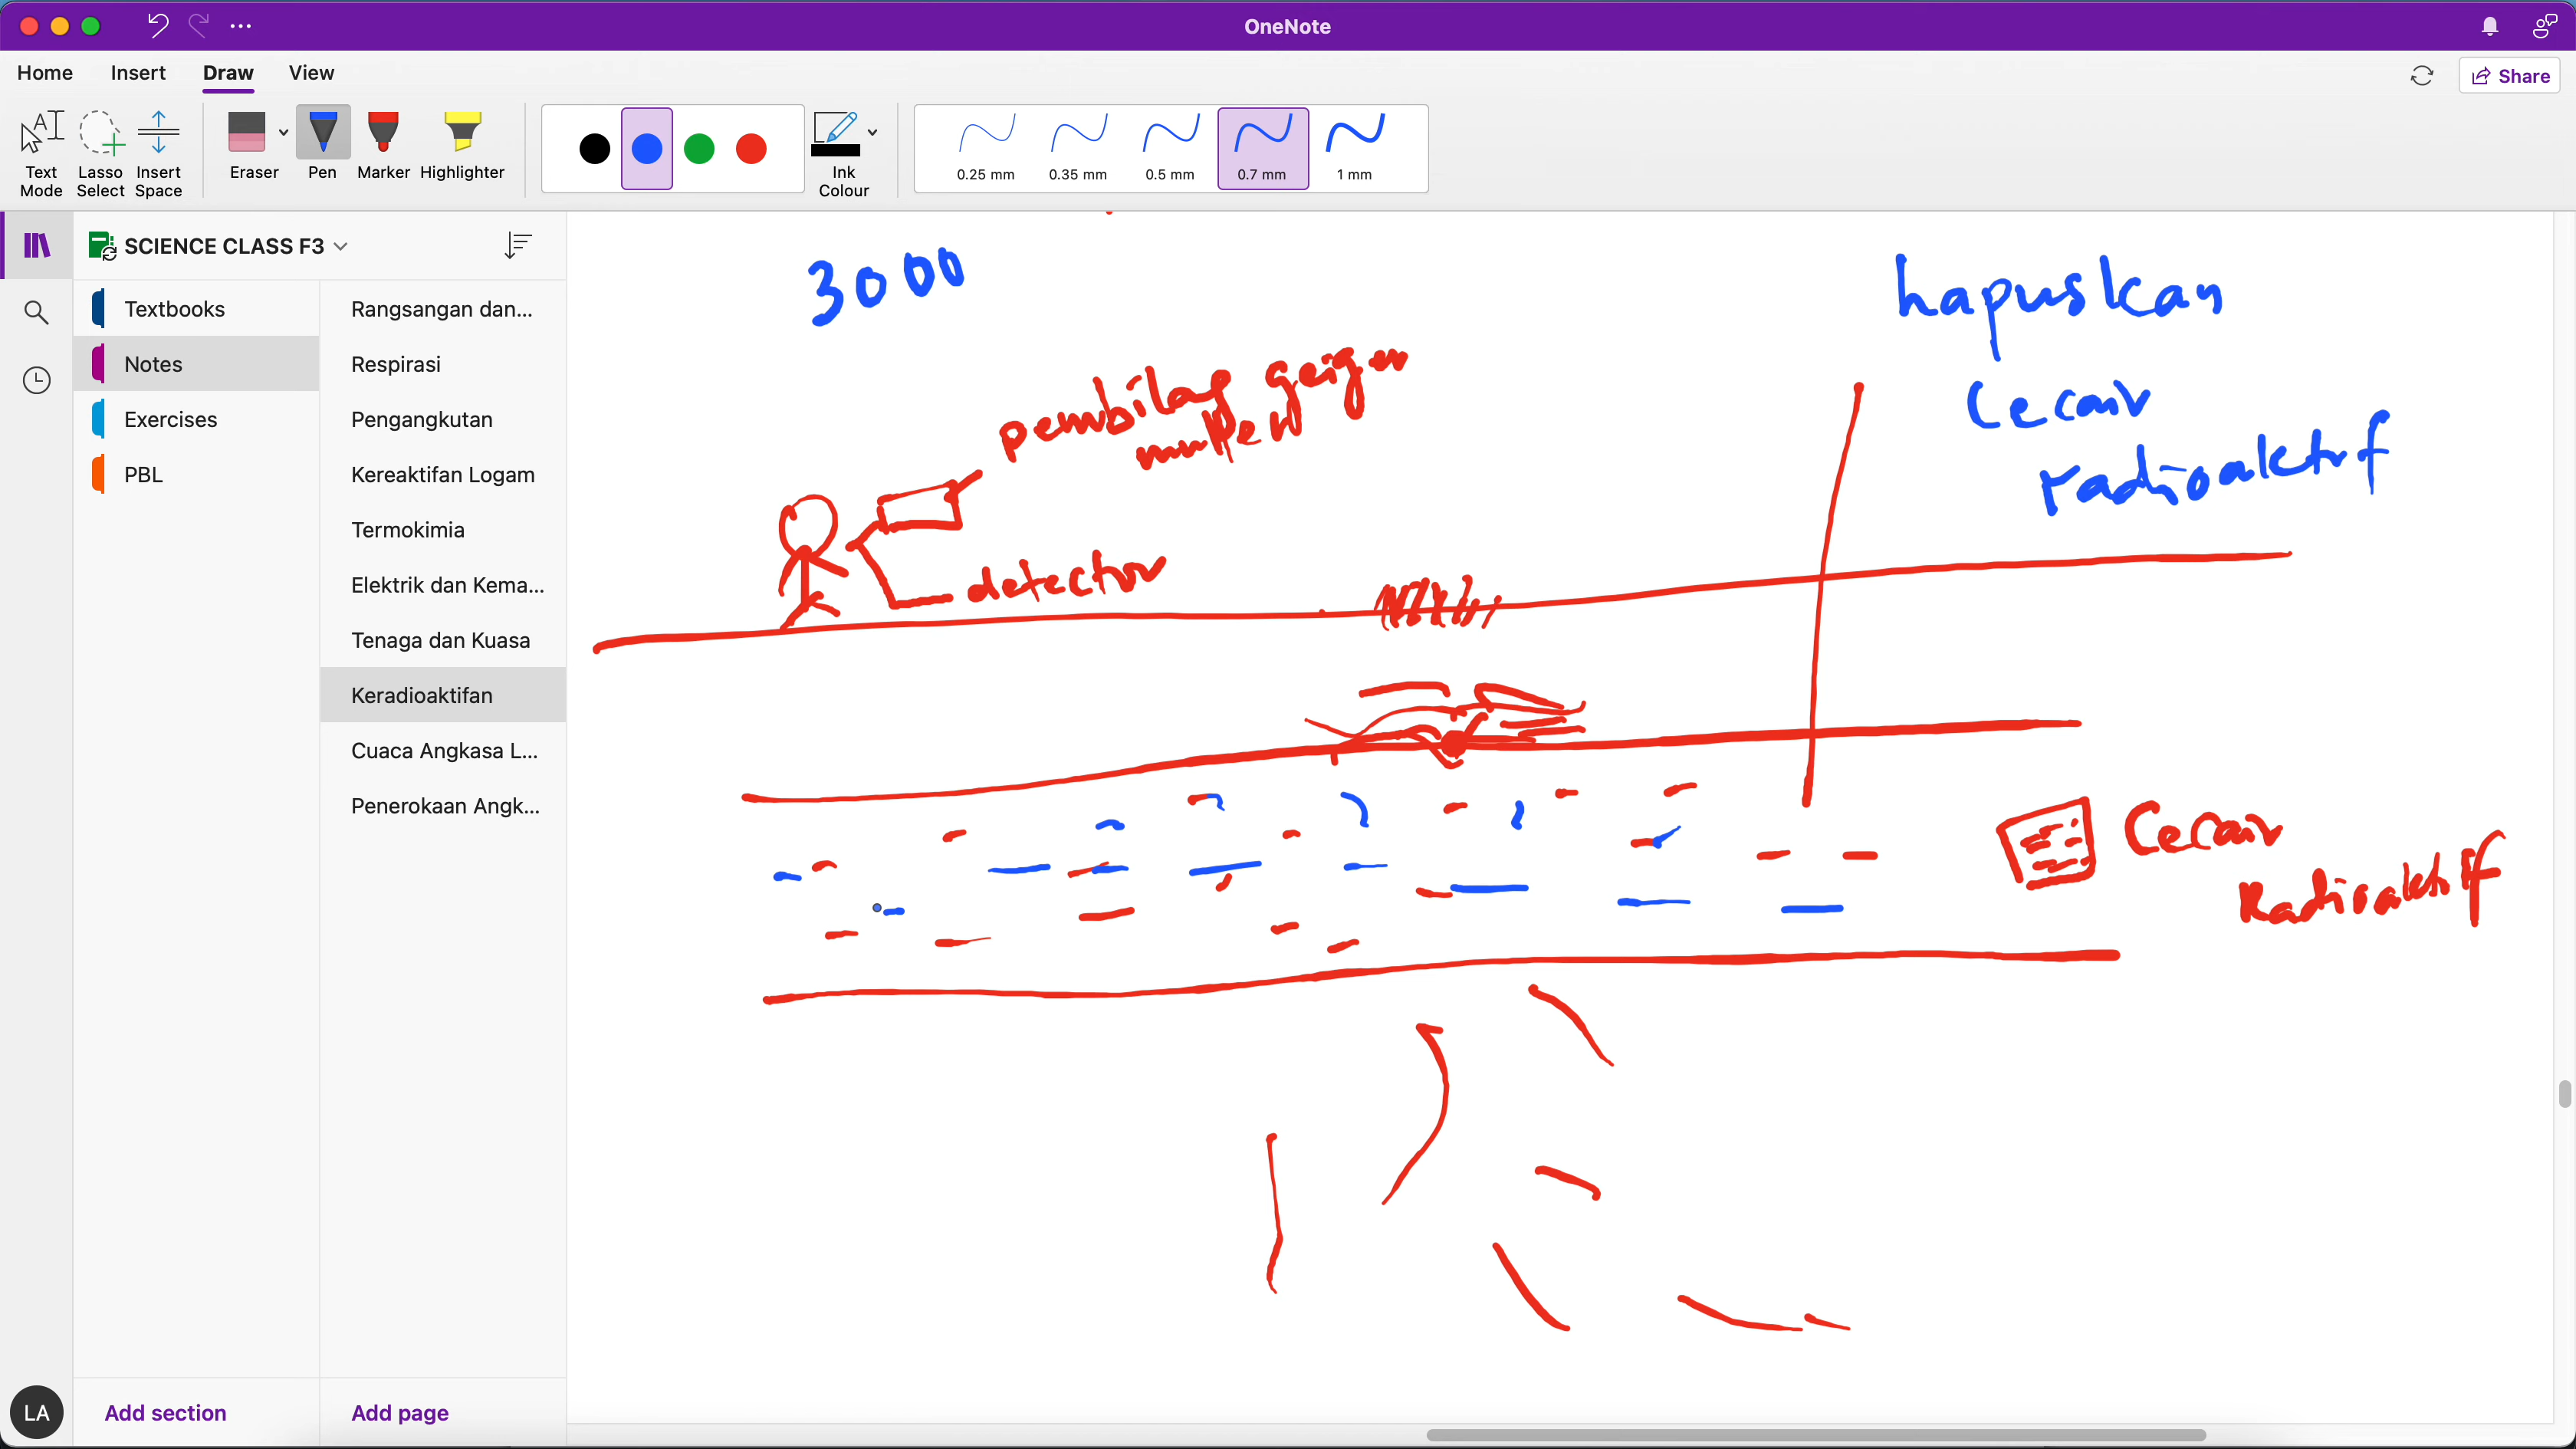 OneNote
Home Insert Draw View
Share
Text Mode
Lasso Select
Insert Space
Eraser
Pen
Marker
Highlighter
Ink Colour
0.25 mm
0.35 mm
0.5 mm
0.7 mm
1 mm
SCIENCE CLASS F3
Textbooks
Notes
Exercises
PBL
Rangsangan dan...
Respirasi
Pengangkutan
Kereaktifan Logam
Termokimia
Elektrik dan Kema...
Tenaga dan Kuasa
Keradioaktifan
Cuaca Angkasa L...
Penerokaan Angk...
LA
Add section
Add page
3000
hapuskan
Cecair
radioaktif
pembilang geiger
detector
Cecair
Radioaktif